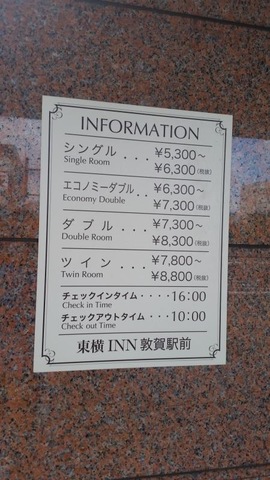 INFORMATION
シングル・・・¥5,300～
Single Room ¥6,300(税抜)
エコノミーダブル・・・¥6,300～
Economy Double ¥7,300(税抜)
ダブル・・・¥7,300～
Double Room ¥8,300(税抜)
ツイン・・・¥7,800～
Twin Room ¥8,800(税抜)
チェックインタイム・・・・16:00
Check in Time
チェックアウトタイム・・・10:00
Check out Time
東横INN敦賀駅前